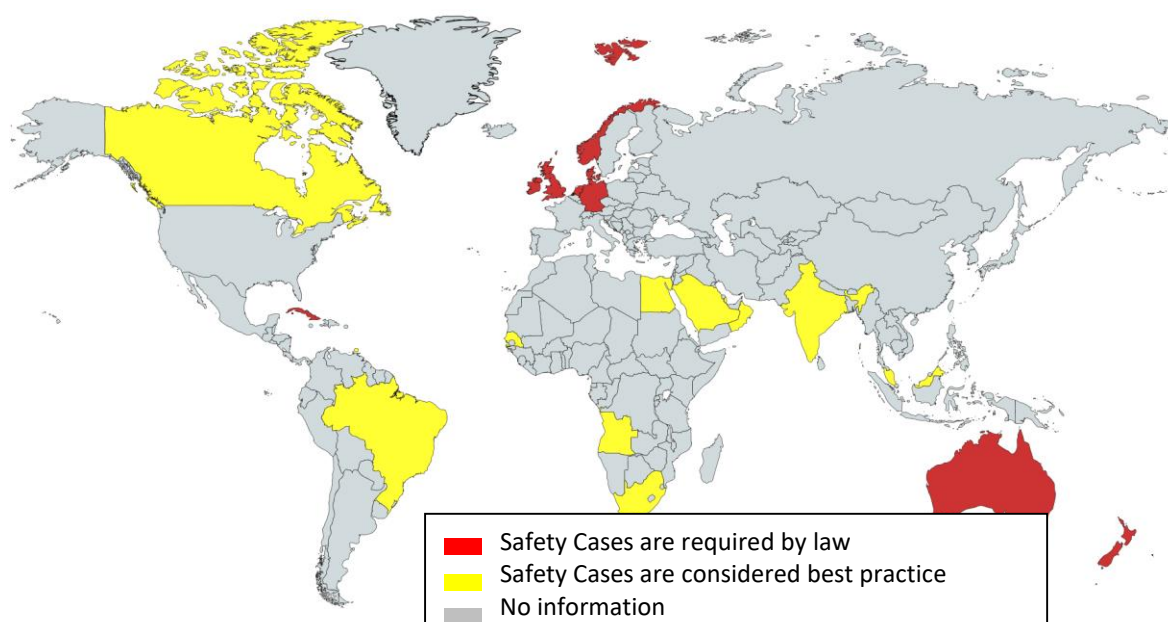 Safety Cases are required by law
Safety Cases are considered best practice
No information